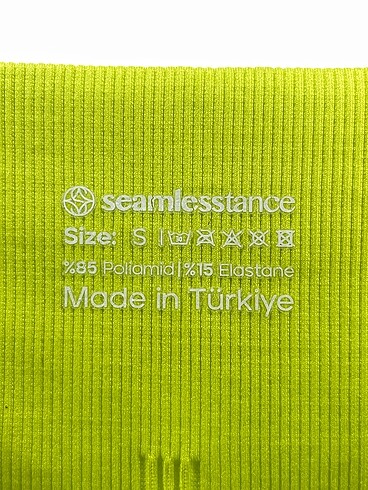 seamlesstance
Size: S
%85 Poliamid|%15 Elastane
Made in Türkiye